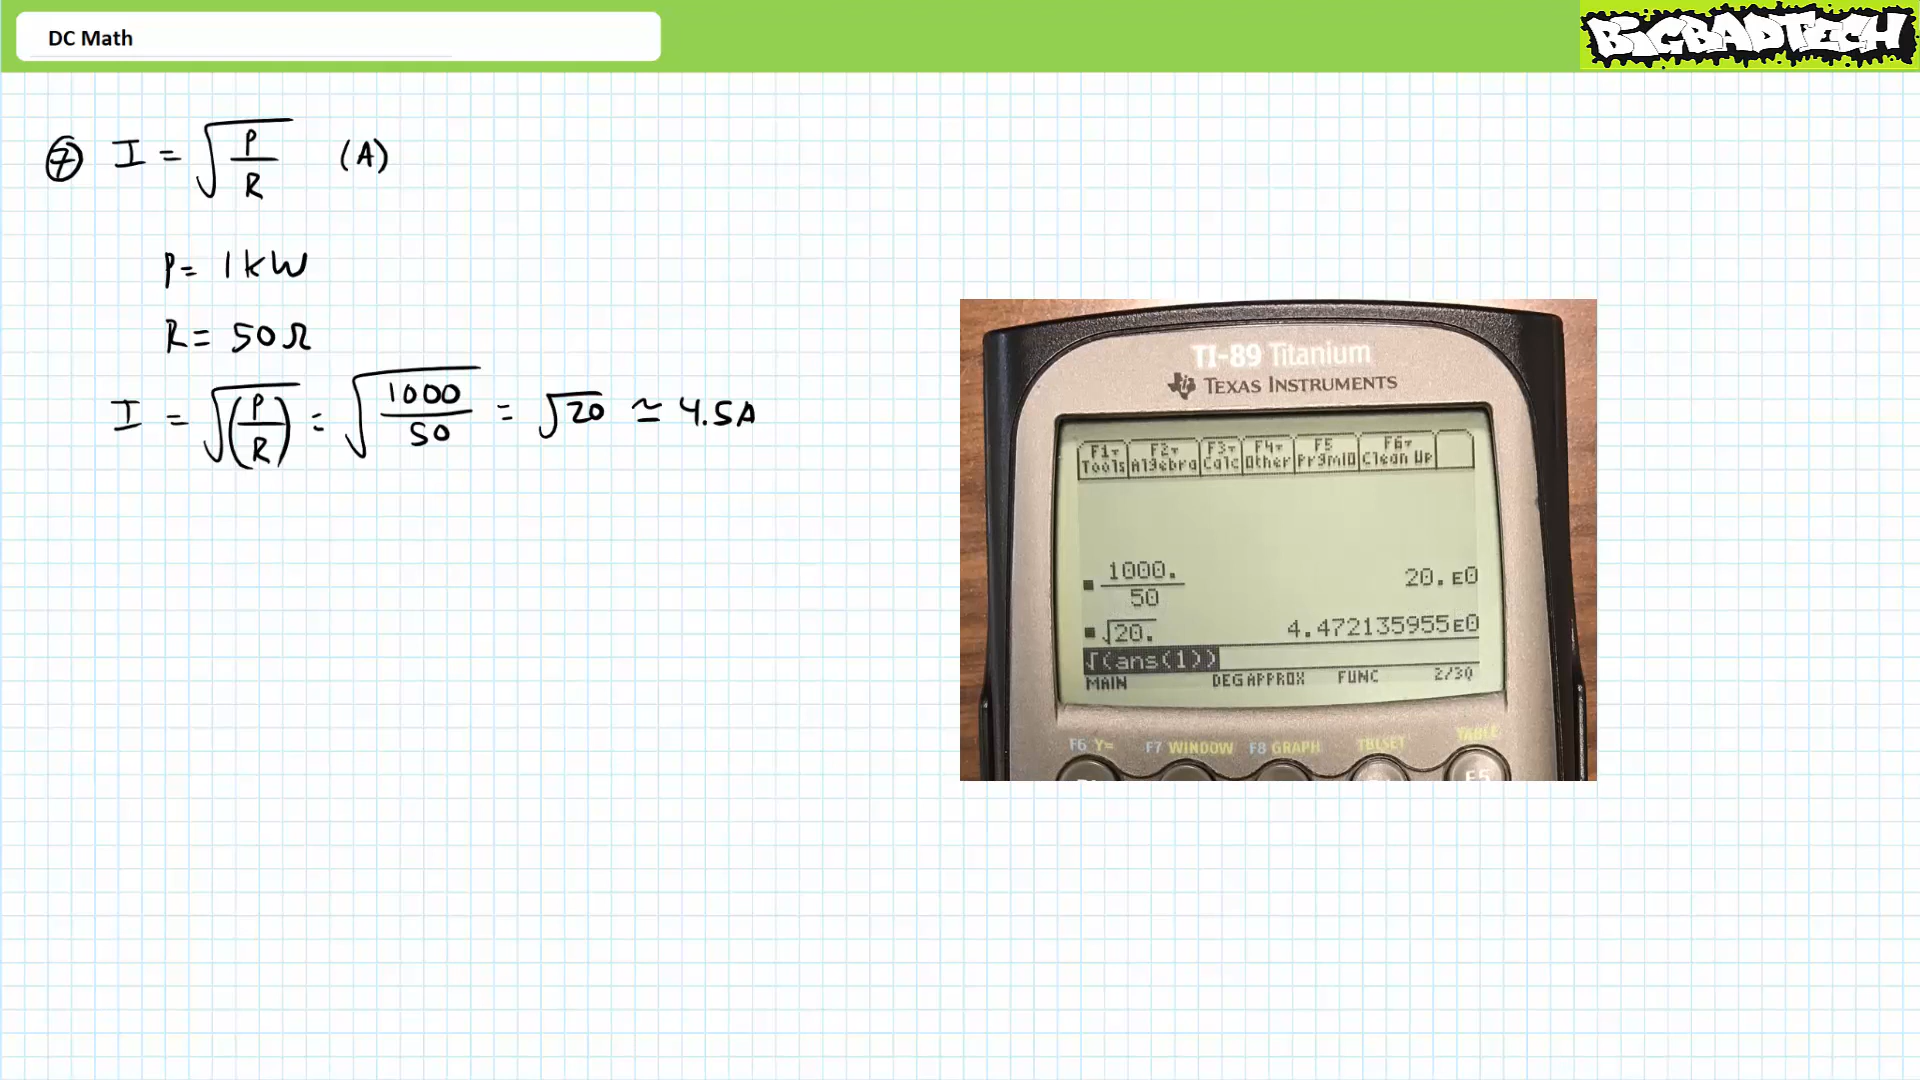 DC Math
BIGBADTECH
⑦ I = √(P/R) (A)
P = 1kW
R = 50Ω
I = √(P/R) = √(1000/50) = √20 ≃ 4.5A
TI-89 Titanium
TEXAS INSTRUMENTS
F1▾ Tools F2▾ Algebra F3▾ Calc F4▾ Other F5 PrgmIO F6▾ Clean Up
1000./50 20.E0
√20. 4.472135955E0
√(ans(1))
MAIN DEG APPROX FUNC 2/30
F6 Y= F7 WINDOW F8 GRAPH TBLSET TABLE
F5